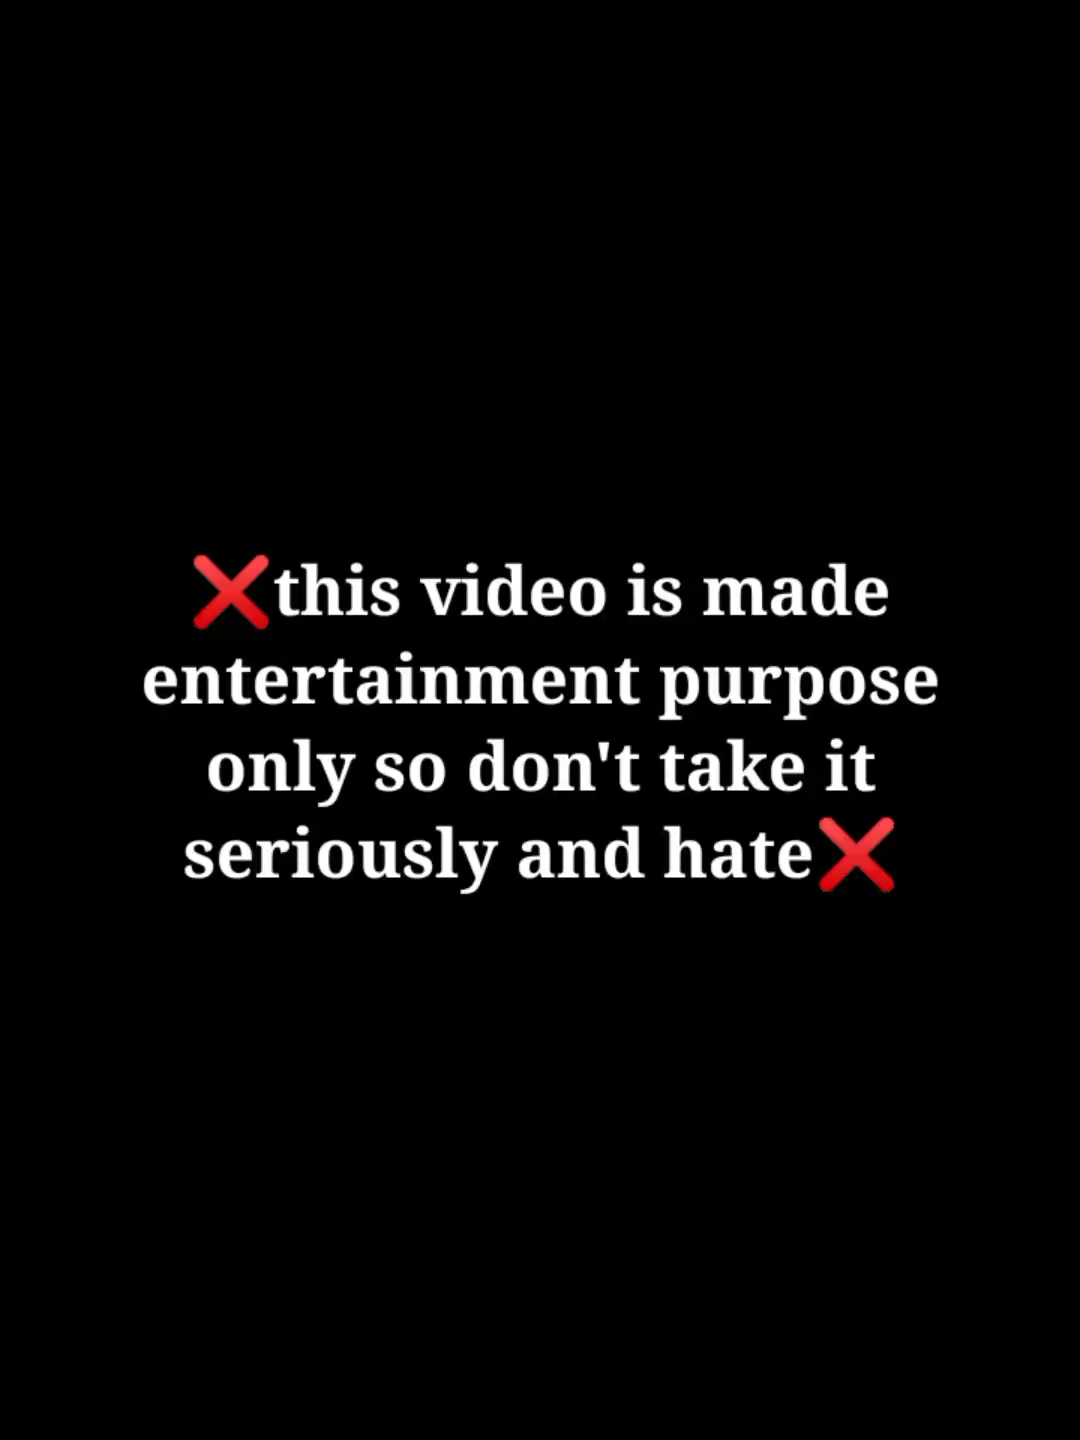 ❌this video is made
entertainment purpose
only so don't take it
seriously and hate❌